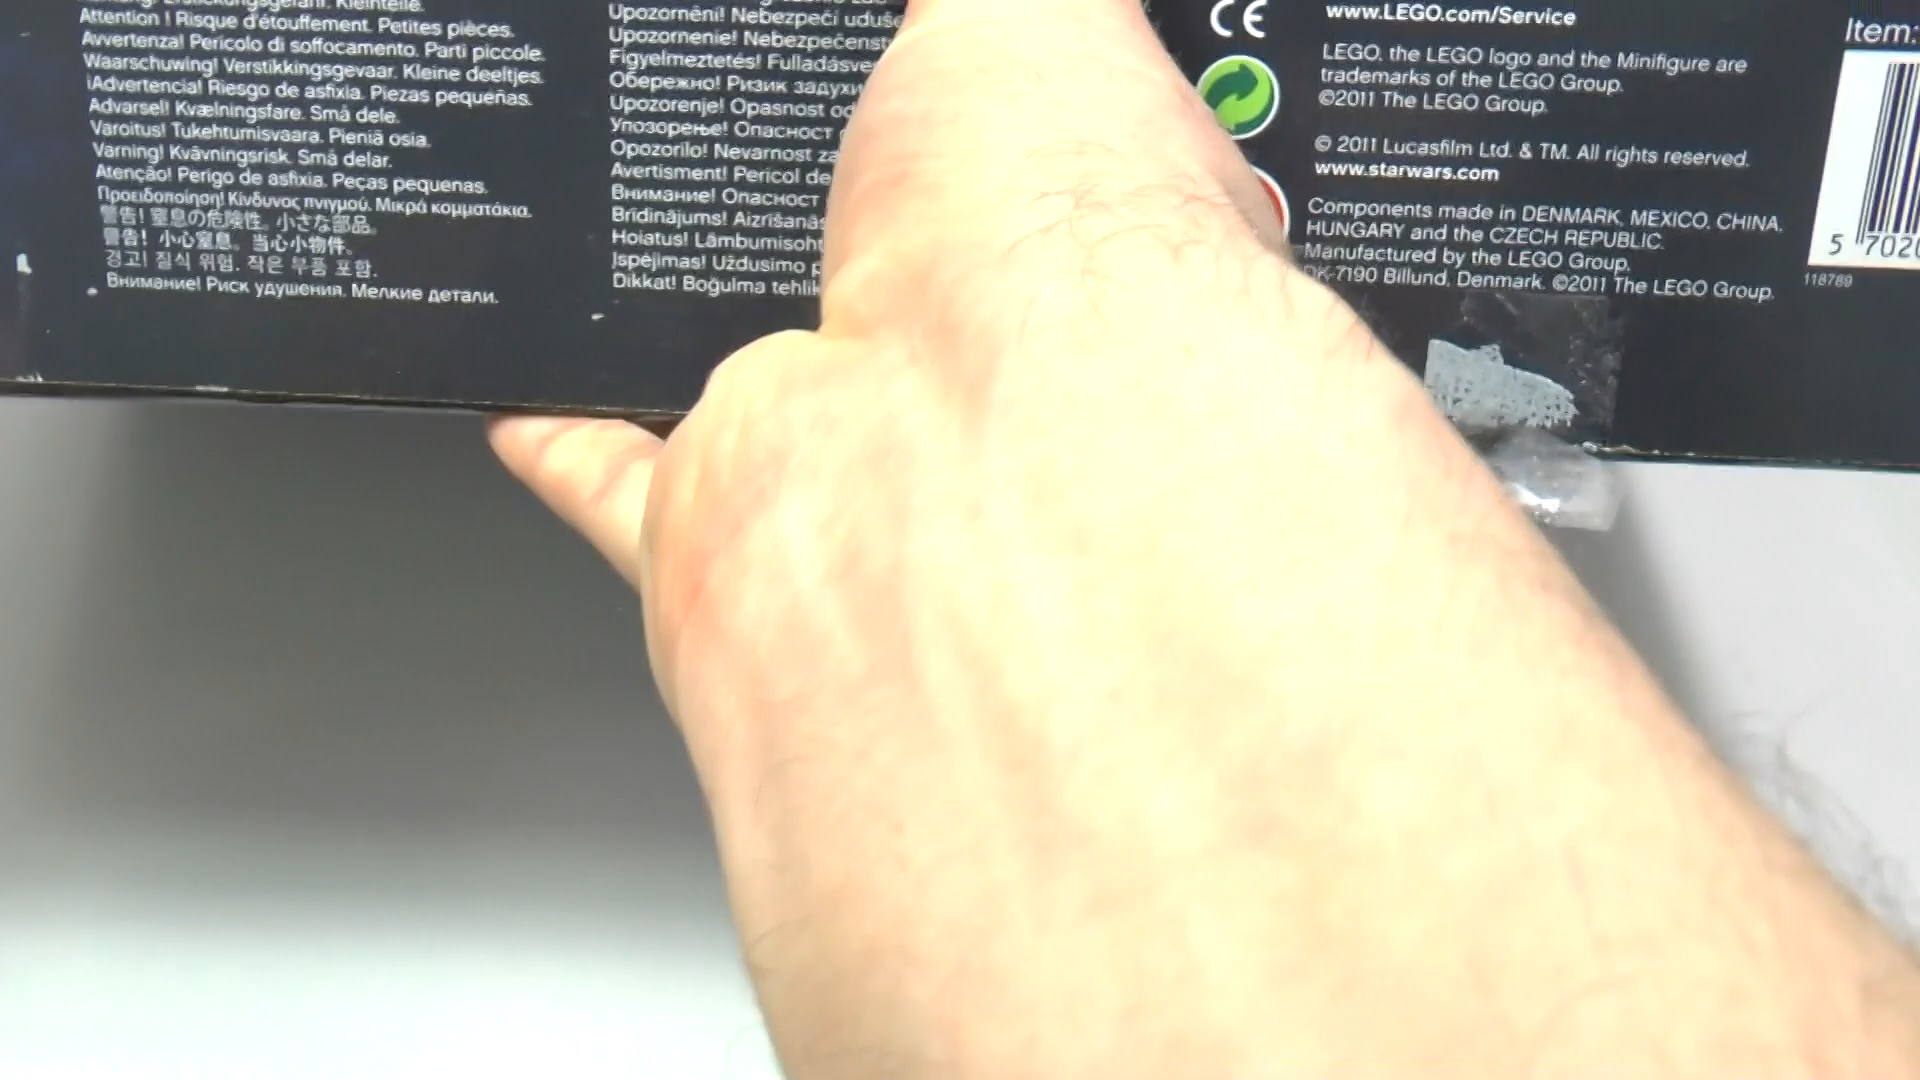 Kleinteile.
Attention ! Risque d'étouffement. Petites pièces.
Avvertenza! Pericolo di soffocamento. Parti piccole.
Waarschuwing! Verstikkingsgevaar. Kleine deeltjes.
¡Advertencia! Riesgo de asfixia. Piezas pequeñas.
Advarsel! Kvælningsfare. Små dele.
Varoitus! Tukehtumisvaara. Pieniä osia.
Varning! Kvävningsrisk. Små delar.
Atenção! Perigo de asfixia. Peças pequenas.
Προειδοποίηση! Κίνδυνος πνιγμού. Μικρά κομματάκια.
警告! 窒息の危険性。小さな部品。
警告! 小心窒息。当心小物件。
경고! 질식 위험. 작은 부품 포함.
Внимание! Риск удушения. Мелкие детали.
Upozornění! Nebezpečí
Upozornenie!
Figyelmeztetés!
Обережно! Ризик
Upozorenje! Opasnost od
Упозорење! Опасност
Opozorilo! Nevarnost
Avertisment! Pericol de
Внимание! Опасност
Brīdinājums!
Hoiatus!
Įspėjimas! Uždusimo
Dikkat! Boğulma
CE
www.LEGO.com/Service
LEGO, the LEGO logo and the Minifigure are
trademarks of the LEGO Group.
©2011 The LEGO Group.
© 2011 Lucasfilm Ltd. & TM. All rights reserved.
www.starwars.com
Components made in DENMARK, MEXICO, CHINA,
HUNGARY and the CZECH REPUBLIC.
Manufactured by the LEGO Group,
DK-7190 Billund, Denmark. ©2011 The LEGO Group.
Item:
5 702
118789